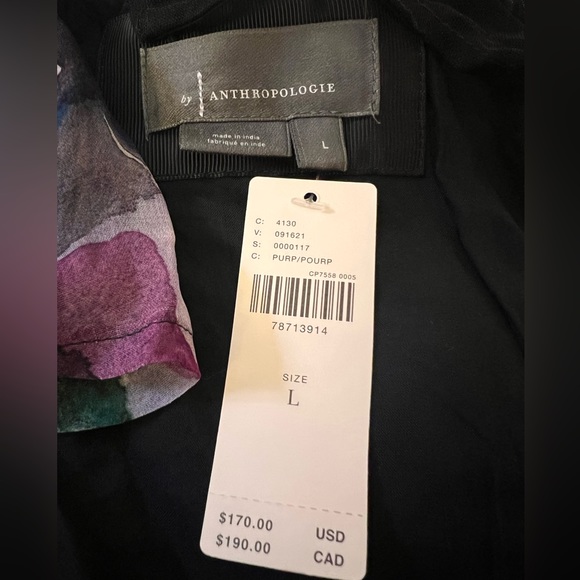 by ANTHROPOLOGIE
made in india
fabriqué en inde
L
C: 4130
V: 091621
S: 0000117
C: PURP/POURP
CP7558 0005
78713914
SIZE
L
$170.00 USD
$190.00 CAD